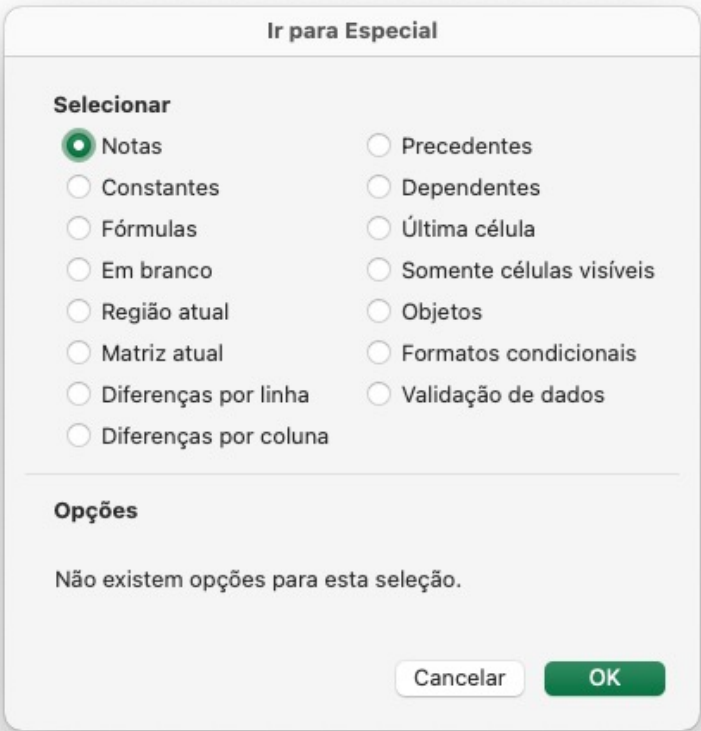 Ir para Especial
Selecionar
Notas
Constantes
Fórmulas
Em branco
Região atual
Matriz atual
Diferenças por linha
Diferenças por coluna
Precedentes
Dependentes
Última célula
Somente células visíveis
Objetos
Formatos condicionais
Validação de dados
Opções
Não existem opções para esta seleção.
Cancelar
OK